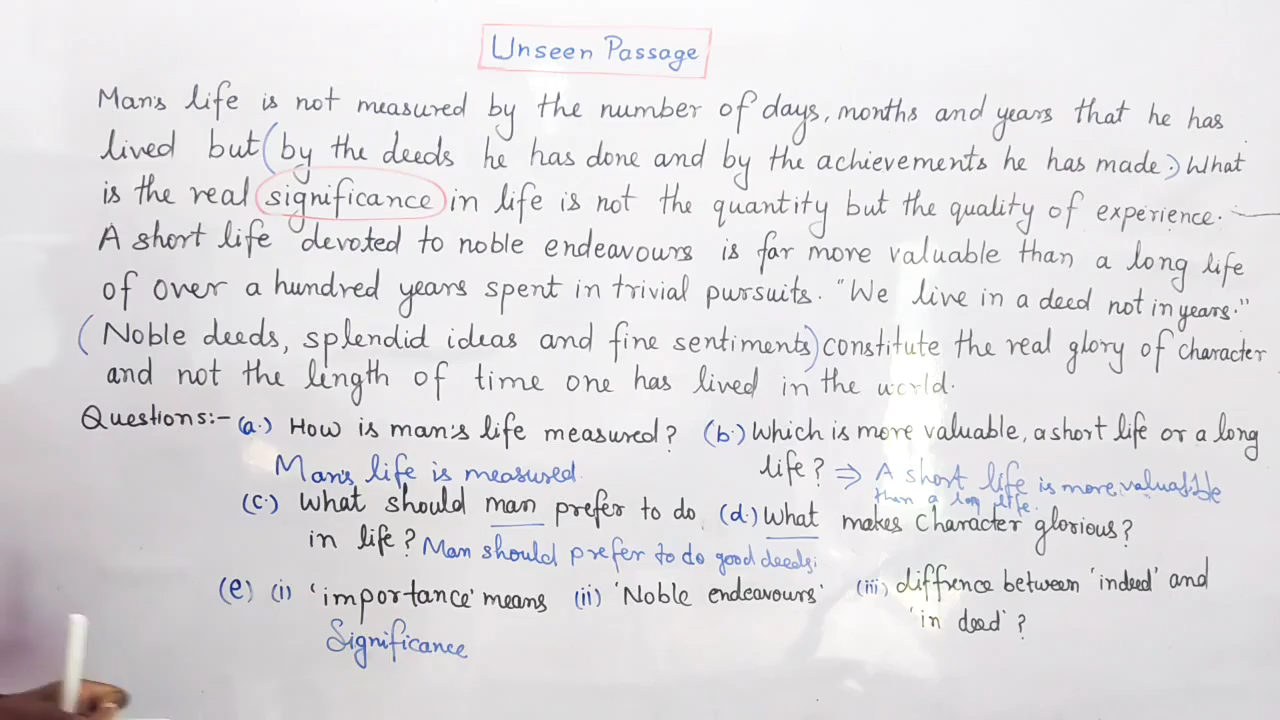 Unseen Passage
Man's life is not measured by the number of days, months and years that he has
lived but (by the deeds he has done and by the achievements he has made.) What
is the real significance in life is not the quantity but the quality of experience.
A short life devoted to noble endeavours is far more valuable than a long life
of over a hundred years spent in trivial pursuits. "We live in a deed not in years."
(Noble deeds, splendid ideas and fine sentiments) constitute the real glory of character
and not the length of time one has lived in the world.
Questions:- (a.) How is man's life measured? (b.) Which is more valuable, a short life or a long
Man's life is measured. life? ⇒ A short life is more valuable
than a long life.
(c.) What should man prefer to do (d.) What makes Character glorious?
in life? Man should prefer to do good deeds.
(e) (i) 'importance' means (ii) 'Noble endeavours' (iii) diffrence between 'indeed' and
Significance 'in deed'?